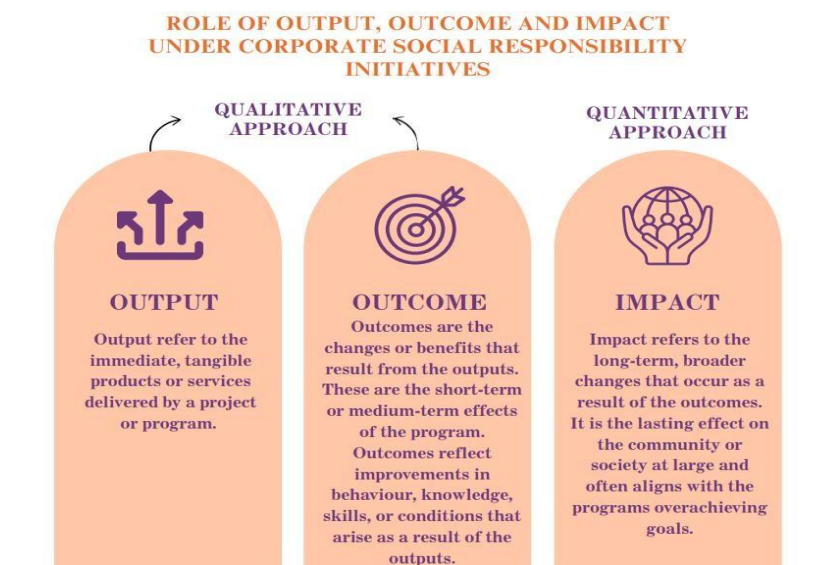 ROLE OF OUTPUT, OUTCOME AND IMPACT
UNDER CORPORATE SOCIAL RESPONSIBILITY
INITIATIVES
QUALITATIVE
APPROACH
QUANTITATIVE
APPROACH
OUTPUT
Output refer to the
immediate, tangible
products or services
delivered by a project
or program.
OUTCOME
Outcomes are the
changes or benefits that
result from the outputs.
These are the short-term
or medium-term effects
of the program.
Outcomes reflect
improvements in
behaviour, knowledge,
skills, or conditions that
arise as a result of the
outputs.
IMPACT
Impact refers to the
long-term, broader
changes that occur as a
result of the outcomes.
It is the lasting effect on
the community or
society at large and
often aligns with the
programs overachieving
goals.